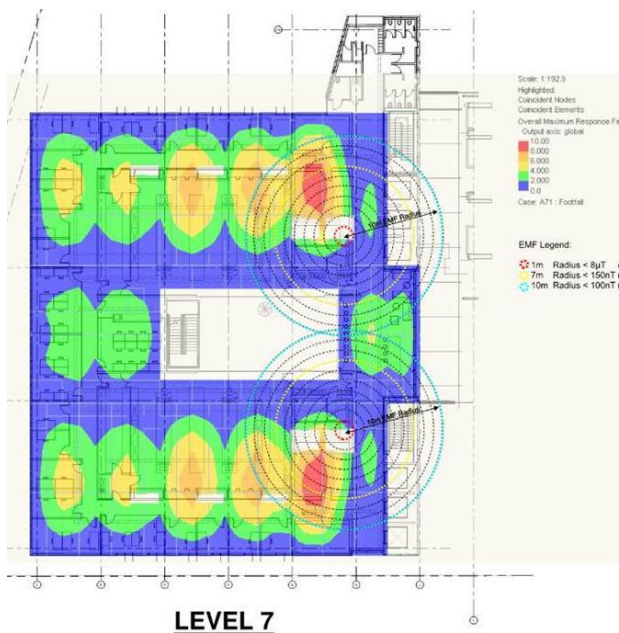 Scale: 1:192.9
Highlighted:
Coincident Nodes
Coincident Elements
Overall Maximum Response Fa
Output axis: global
10.00
8.000
6.000
4.000
2.000
0.0
Case: A71 : Footfall
10m EMF Radius
EMF Legend:
1m Radius < 8µT
7m Radius < 150nT
10m Radius < 100nT
10m EMF Radius
LEVEL 7